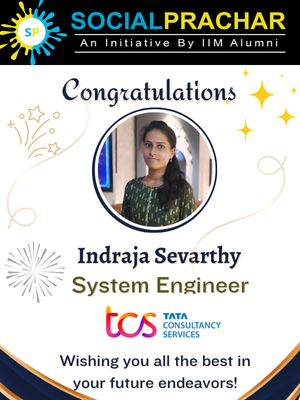 SP
SOCIALPRACHAR
An Initiative By IIM Alumni
Congratulations
Indraja Sevarthy
System Engineer
tcs TATA
CONSULTANCY
SERVICES
Wishing you all the best in
your future endeavors!